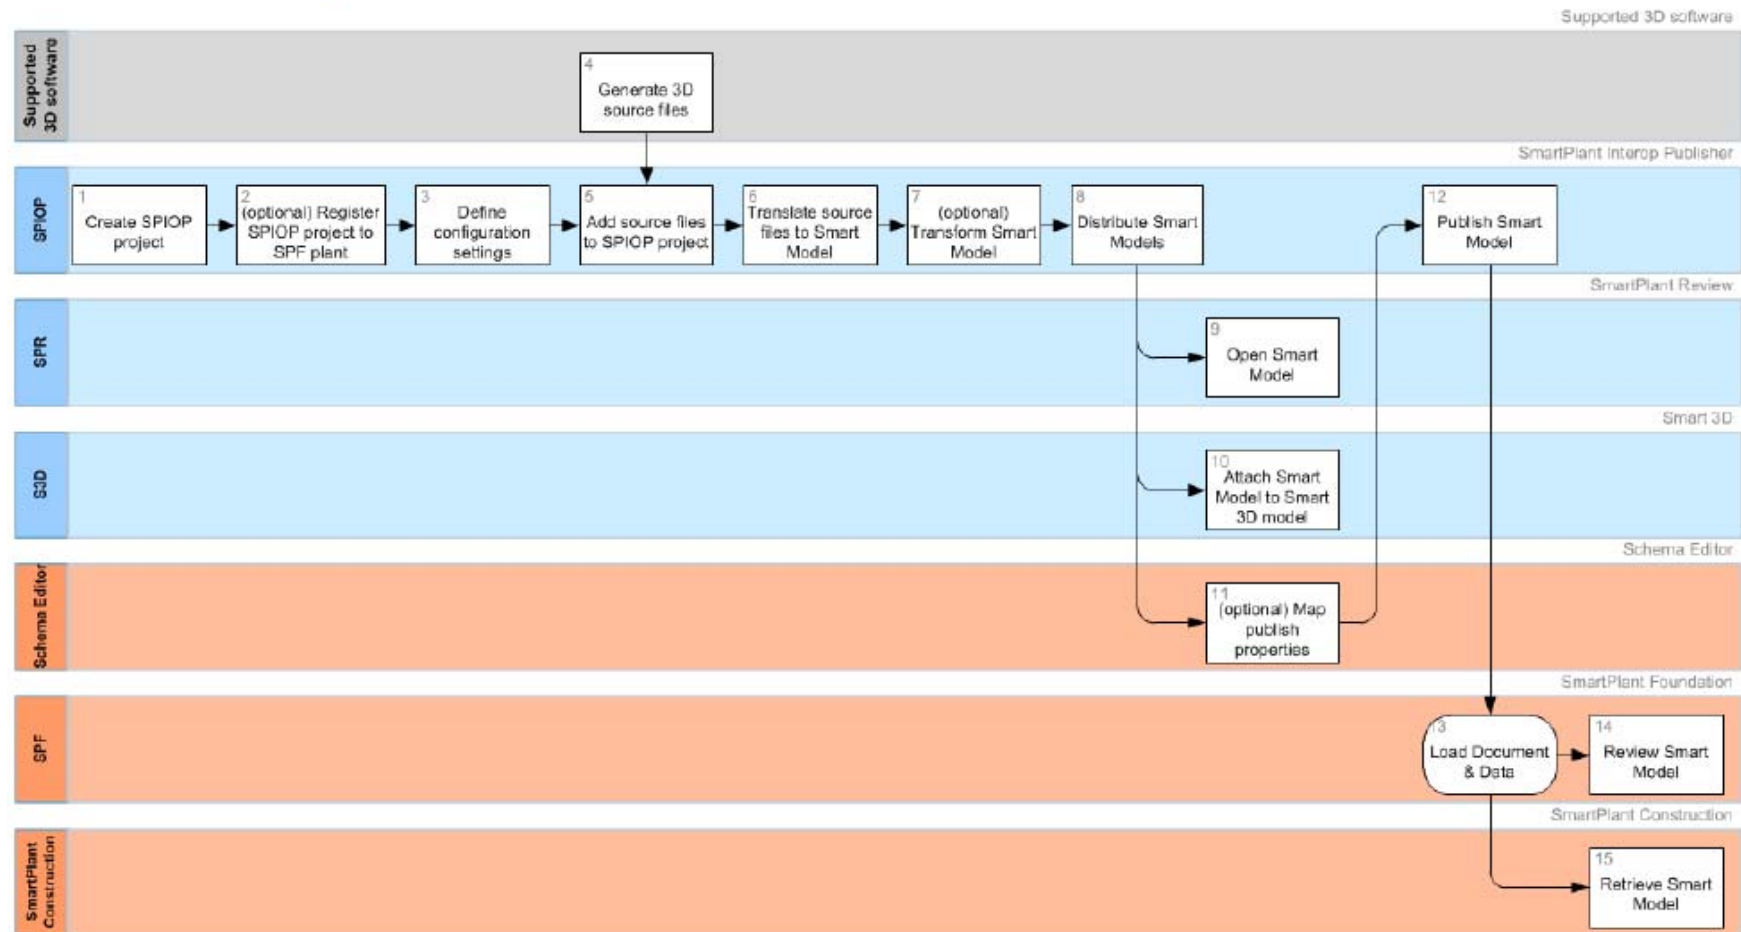 Supported 3D software
Supported
3D software
4
Generate 3D
source files
SmartPlant Interop Publisher
SPIOP
1
Create SPIOP
project
2
(optional) Register
SPIOP project to
SPF plant
3
Define
configuration
settings
5
Add source files
to SPIOP project
6
Translate source
files to Smart
Model
7
(optional)
Transform Smart
Model
8
Distribute Smart
Models
12
Publish Smart
Model
SmartPlant Review
SPR
9
Open Smart
Model
Smart 3D
S3D
10
Attach Smart
Model to Smart
3D model
Schema Editor
Schema Editor
11
(optional) Map
publish
properties
SmartPlant Foundation
SPF
13
Load Document
& Data
14
Review Smart
Model
SmartPlant Construction
SmartPlant
Construction
15
Retrieve Smart
Model